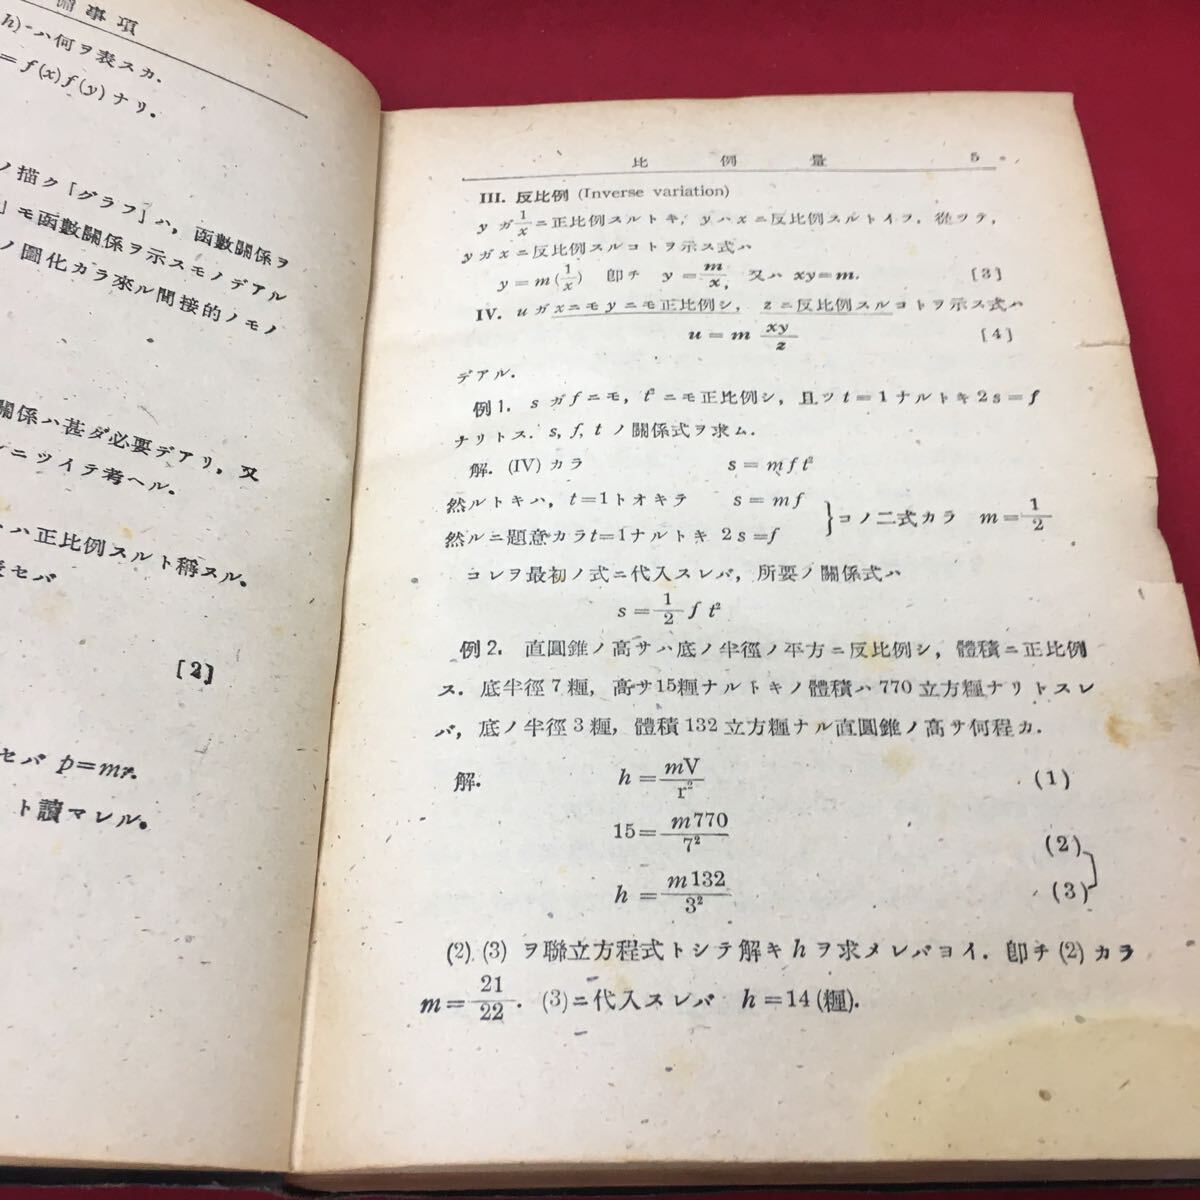 事項
h)ーハ何ヲ表スカ.
=f(x)f(y)ナリ。
ノ描ク「グラフ」ハ, 函數關係ヲ
」モ函數關係ヲ示スモノデアル
ノ圖化カラ來ル間接的ノモノ
關係ハ甚ダ必要デアリ, 又
ニツイテ考ヘル。
ハ正比例スルト稱スル。
セバ
[2]
セバ p=mr.
ト讀マレル。
比例量 5
III. 反比例 (Inverse variation)
y ガ 1/x ニ正比例スルトキ, y ハ x ニ反比例スルトイフ, 從ツテ,
y ガ x ニ反比例スルコトヲ示ス式ハ
y=m(1/x) 卽チ y=m/x, 又ハ xy=m. [3]
IV. u ガ x ニモ y ニモ正比例シ, z ニ反比例スルコトヲ示ス式ハ
u=m xy/z [4]
デアル.
例1. s ガ f ニモ, t² ニモ正比例シ, 且ツ t=1 ナルトキ 2s=f
ナリトス. s, f, t ノ關係式ヲ求ム.
解. (IV) カラ s=mft²
然ルトキハ, t=1 トオキテ s=mf
然ルニ題意カラ t=1 ナルトキ 2s=f } コノ二式カラ m=1/2
コレヲ最初ノ式ニ代入スレバ, 所要ノ關係式ハ
s=1/2 f t²
例2. 直圓錐ノ高サハ底ノ半徑ノ平方ニ反比例シ, 體積ニ正比例
ス. 底半徑 7 糎, 高サ 15 糎ナルトキノ體積ハ 770 立方糎ナリトスレ
バ, 底ノ半徑 3 糎, 體積 132 立方糎ナル直圓錐ノ高サ何程カ.
解. h=mV/r² (1)
15=m770/7² (2)
h=m132/3² (3)
(2), (3) ヲ聯立方程式トシテ解キ h ヲ求メレバヨイ. 卽チ (2) カラ
m=21/22. (3) ニ代入スレバ h=14 (糎).